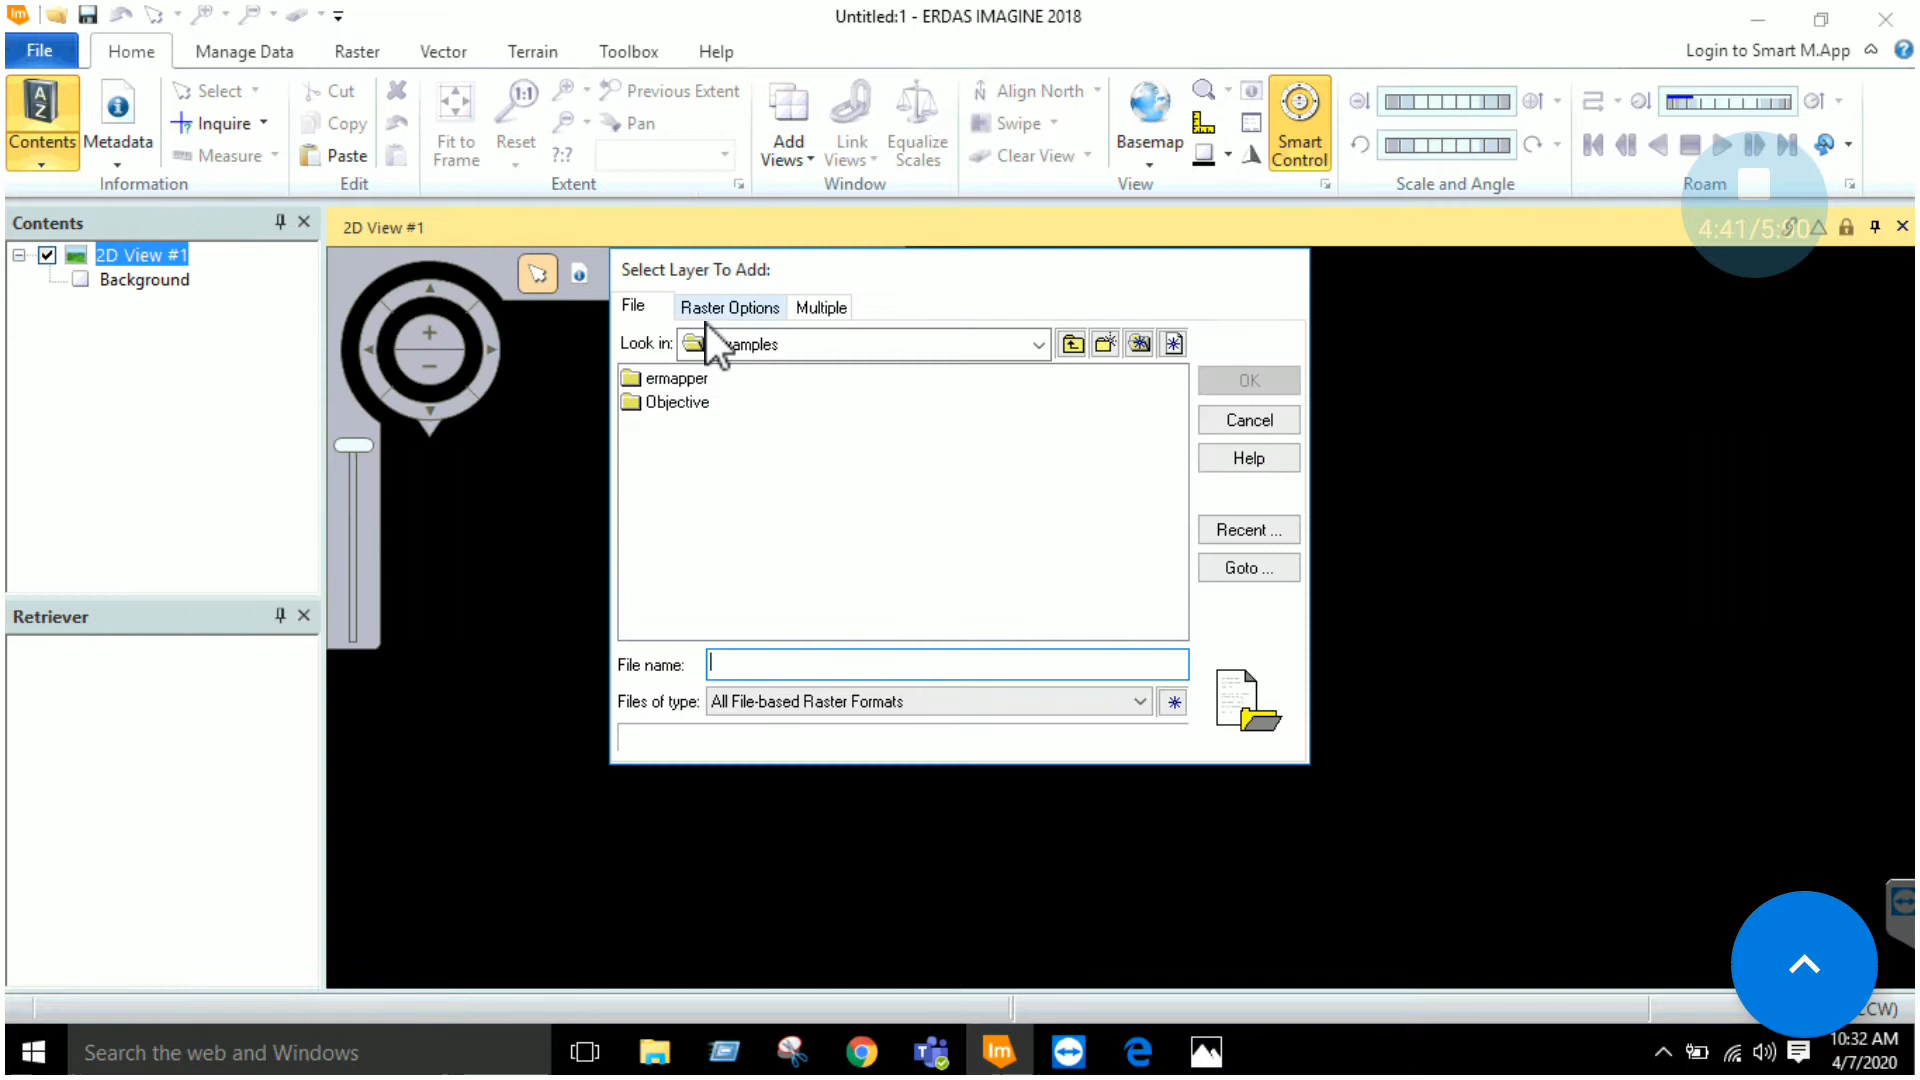 Untitled:1 - ERDAS IMAGINE 2018
File Home Manage Data Raster Vector Terrain Toolbox Help
Login to Smart M.App
Contents
Metadata
Select
Inquire
Measure
Information
Cut
Copy
Paste
Edit
Fit to Frame
1:1
Reset
?:?
Previous Extent
Pan
Extent
Add Views
Link Views
Equalize Scales
Window
Align North
Swipe
Clear View
Basemap
View
Smart Control
Scale and Angle
Roam
Contents
2D View #1
Background
Retriever
2D View #1
Select Layer To Add:
File Raster Options Multiple
Look in: amples
ermapper
Objective
OK
Cancel
Help
Recent ...
Goto ...
File name:
Files of type: All File-based Raster Formats
CW)
Search the web and Windows
10:32 AM
4/7/2020